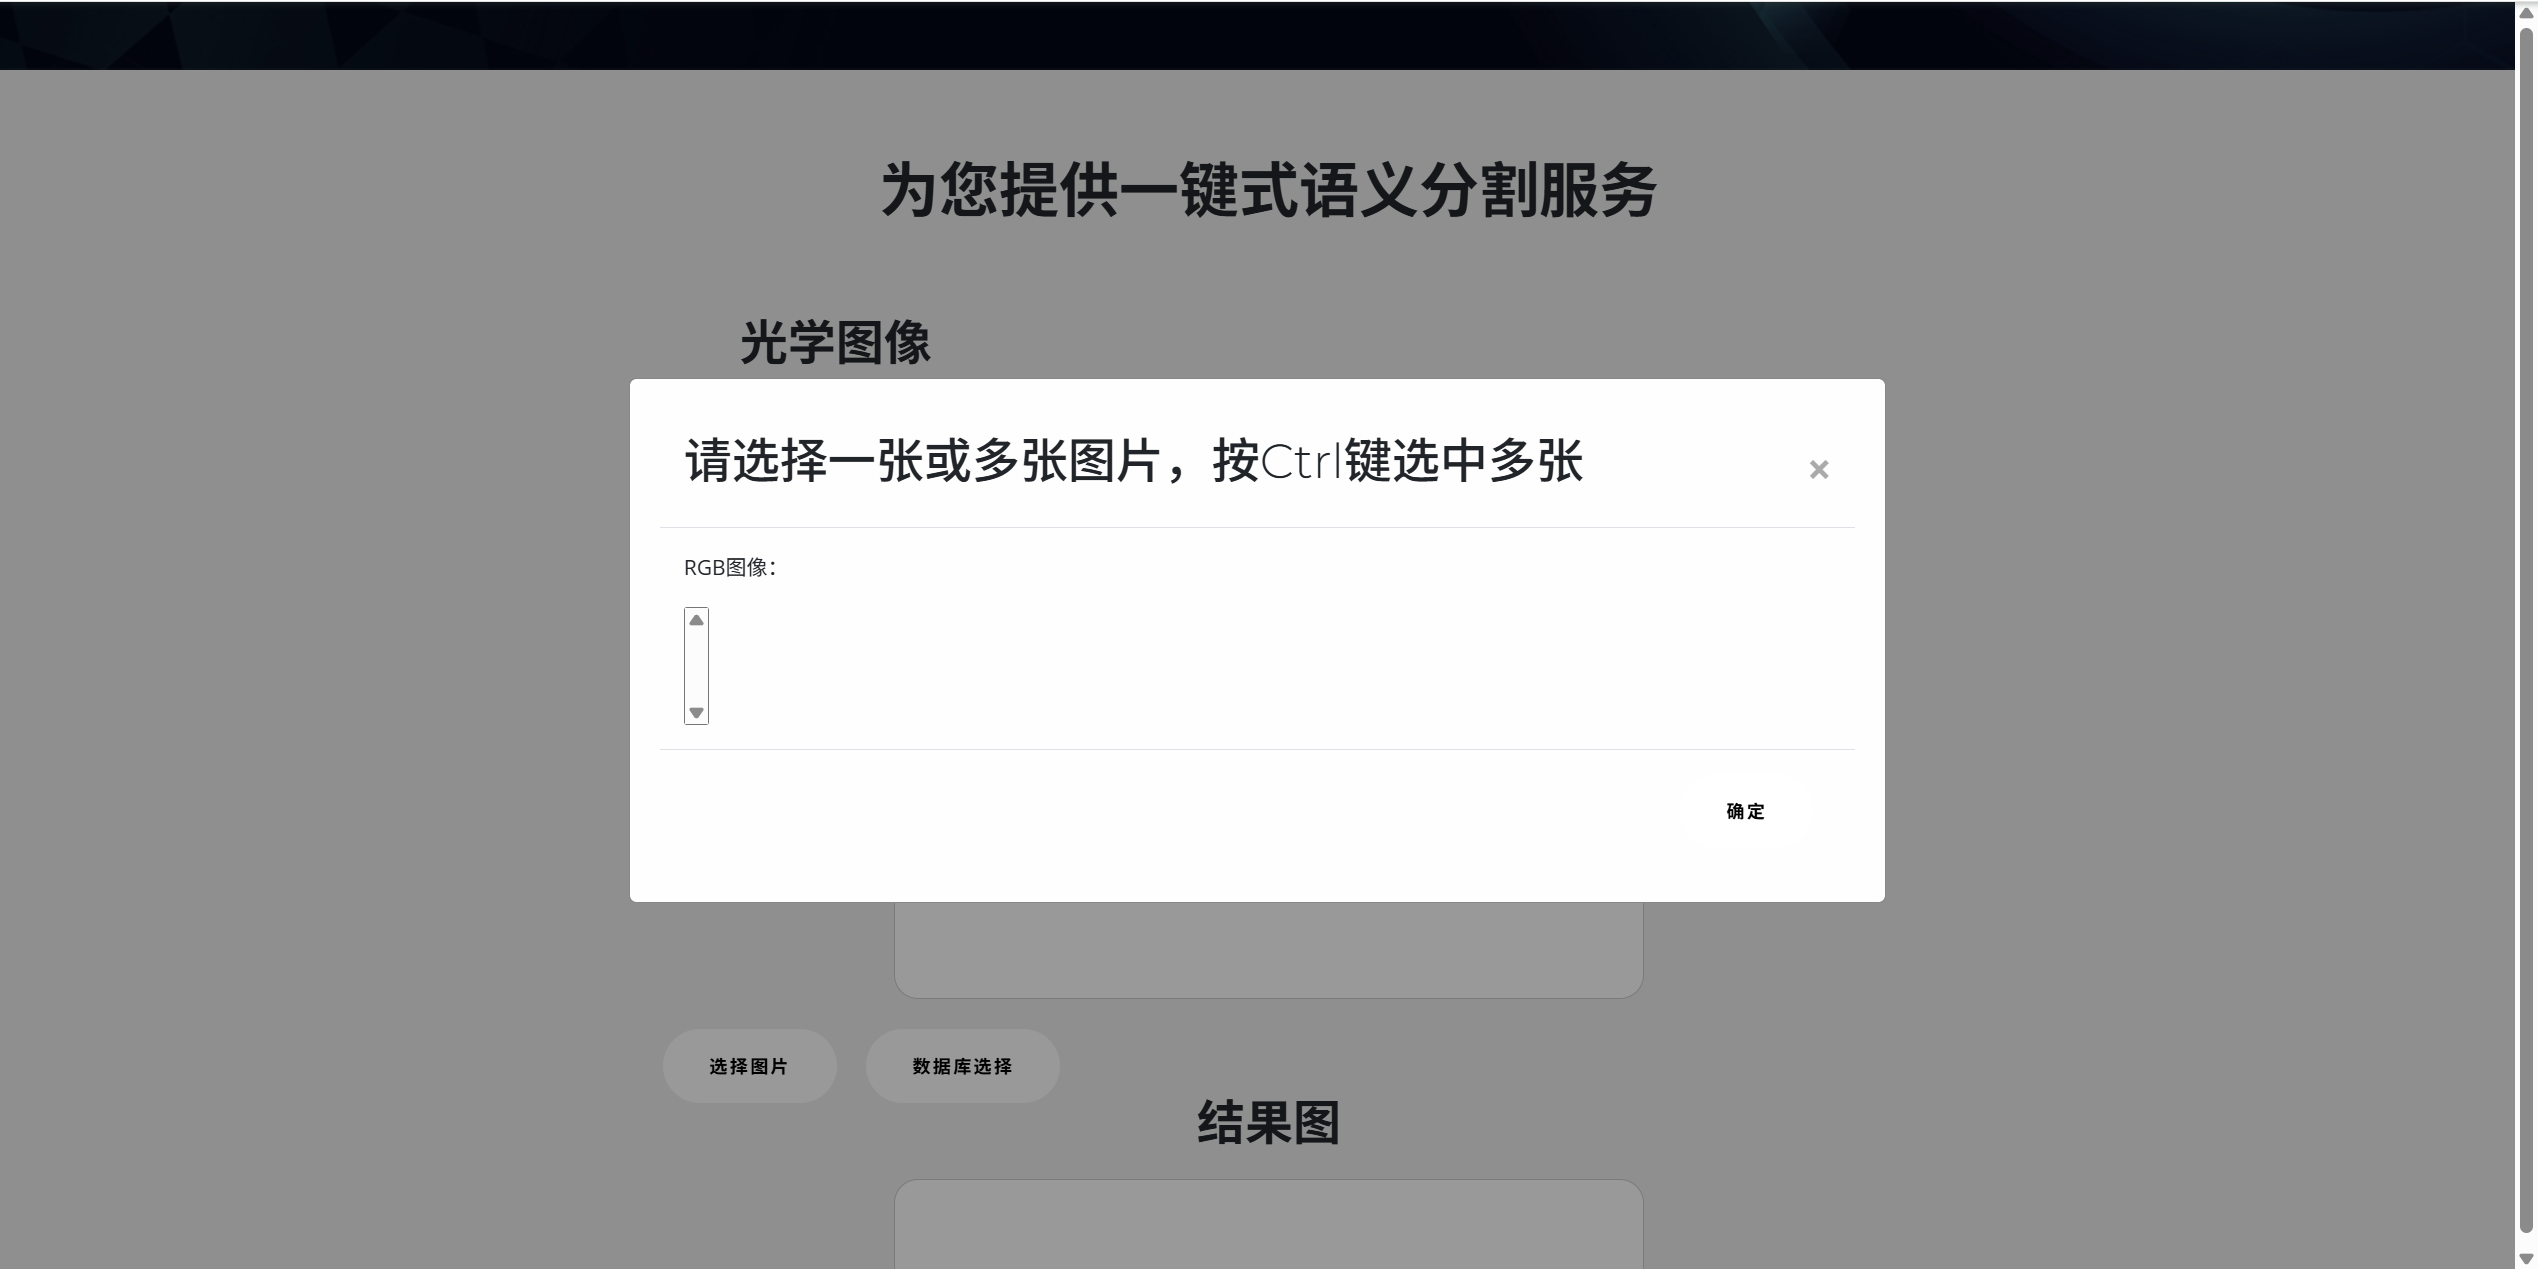 为您提供一键式语义分割服务
光学图像
请选择一张或多张图片，按Ctrl键选中多张
×
RGB图像：
确定
选择图片
数据库选择
结果图